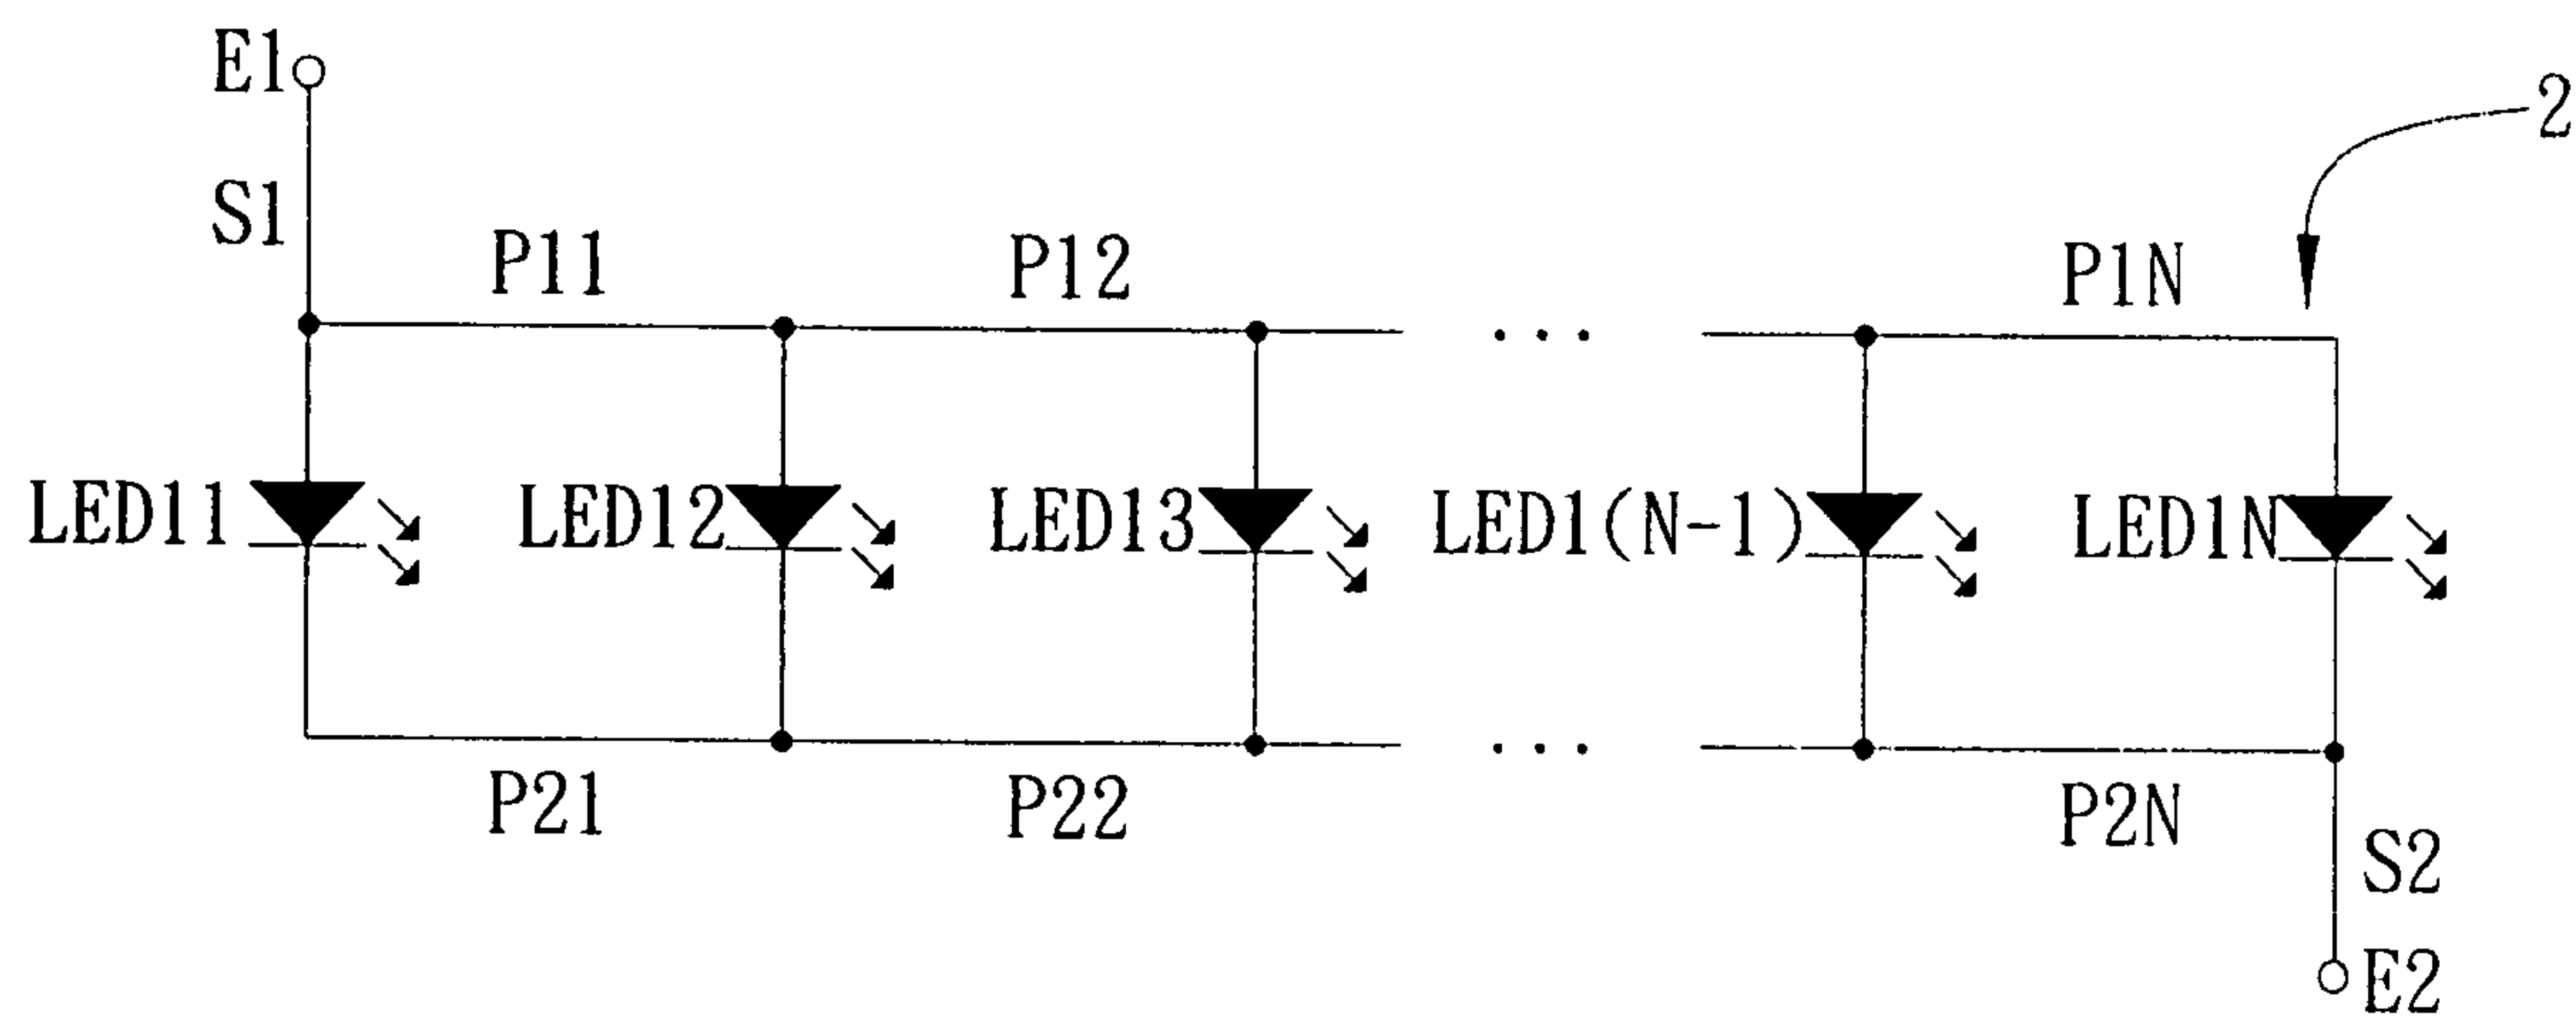 E1
2
S1
P11 P12 P1N
LED11 LED12 LED13 LED1(N-1) LED1N
P21 P22 P2N
S2
E2